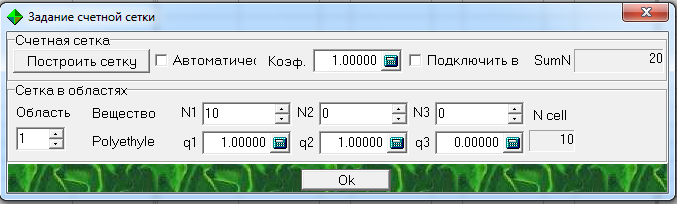 Задание счетной сетки
Счетная сетка
Построить сетку Автоматичес Коэф. 1.00000 Подключить в SumN 20
Сетка в областях
Область Вещество N1 10 N2 0 N3 0 N cell
1 Polyethyle q1 1.00000 q2 1.00000 q3 0.00000 10
Ok